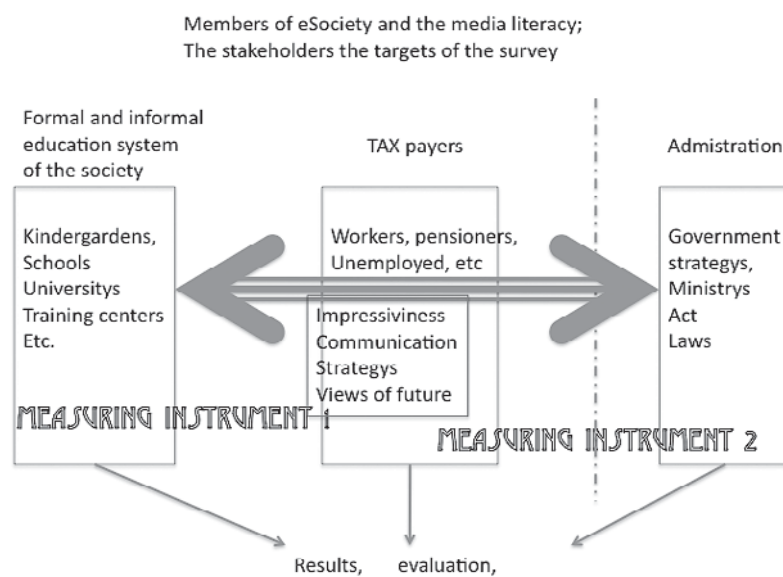 Members of eSociety and the media literacy;
The stakeholders the targets of the survey
Formal and informal
education system
of the society
TAX payers
Admistration
Kindergardens,
Schools
Universitys
Training centers
Etc.
Workers, pensioners,
Unemployed, etc
Impressiviness
Communication
Strategys
Views of future
Government
strategys,
Ministrys
Act
Laws
MEASURING INSTRUMENT 1
MEASURING INSTRUMENT 2
Results, evaluation,